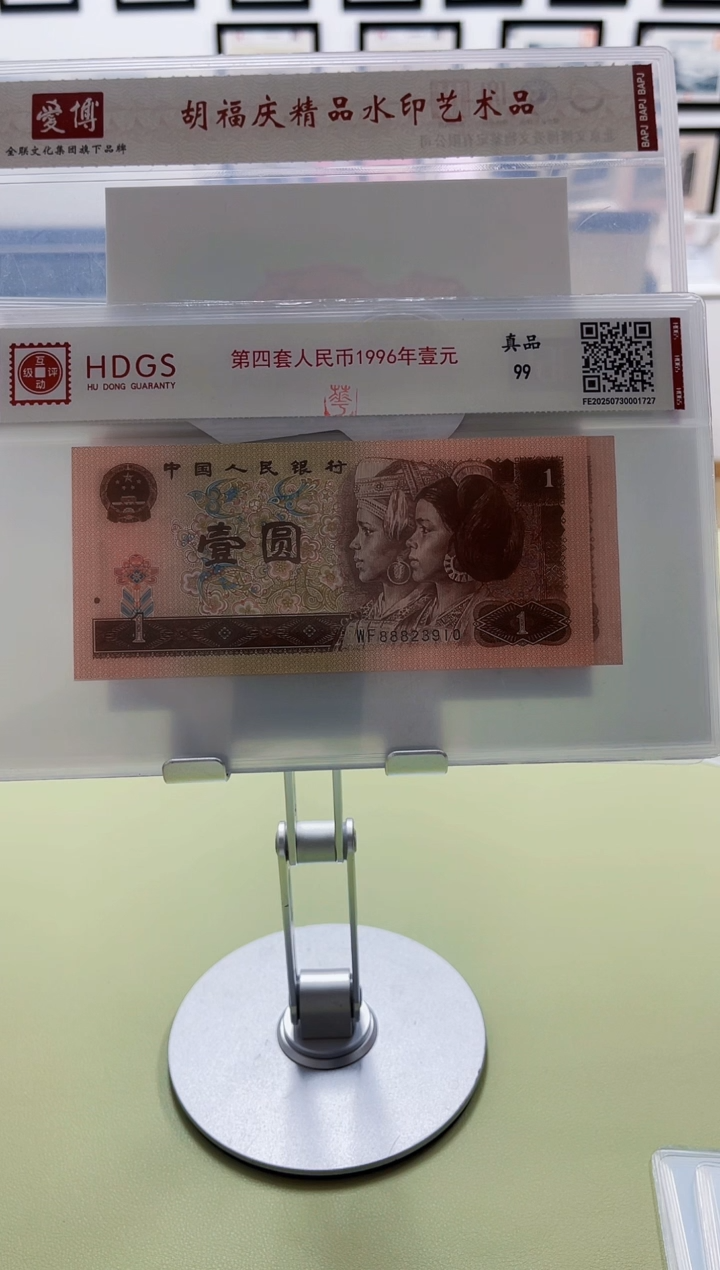 爱博
全联文化集团旗下品牌
胡福庆精品水印艺术品
BAPJ BAPJ BAPJ
互动评级
HDGS
HU DONG GUARANTY
第四套人民币1996年壹元
真品
99
FE20250730001727
中国人民银行
1
壹圆
1
WF88823910
1